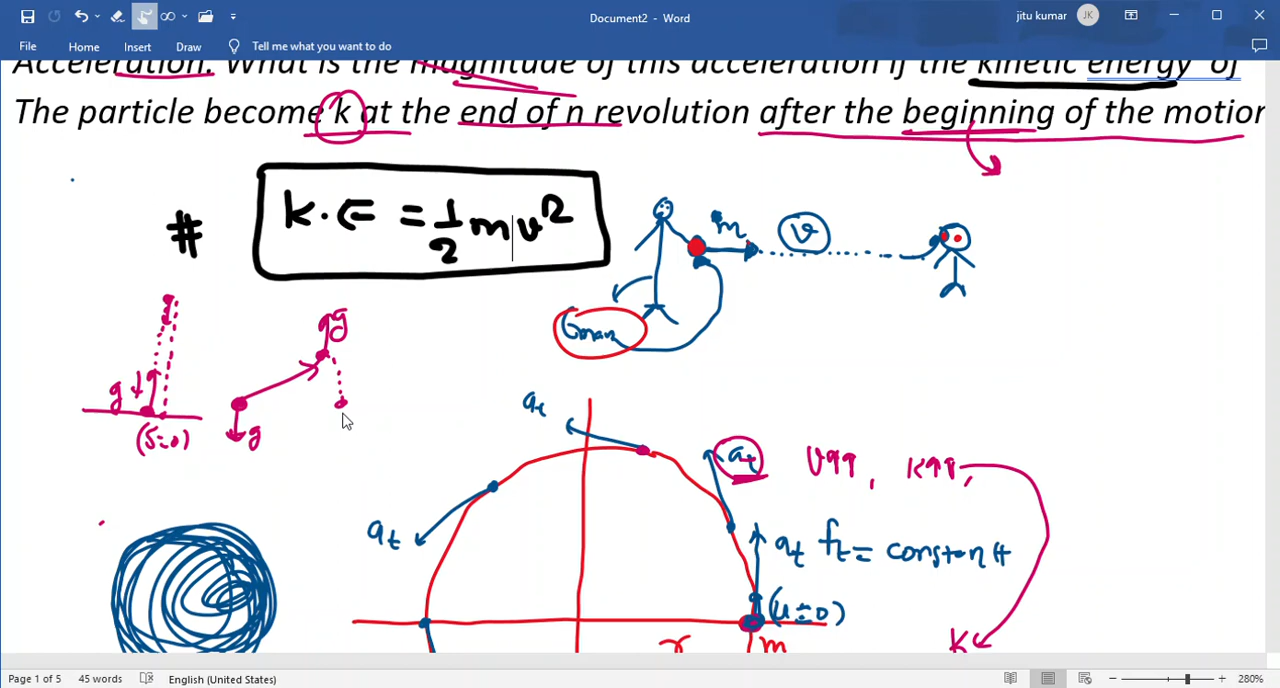 Document2 - Word
jitu kumar
JK
File Home Insert Draw Tell me what you want to do
Acceleration. What is the magnitude of this acceleration if the kinetic energy of
The particle become k at the end of n revolution after the beginning of the motion
# K.E = 1/2 m v²
m v
man
g g g
(S=0)
at
at v↑↑, K↑↑,
at
at ft = constant
(u=0)
r m
K
Page 1 of 5 45 words English (United States) 280%